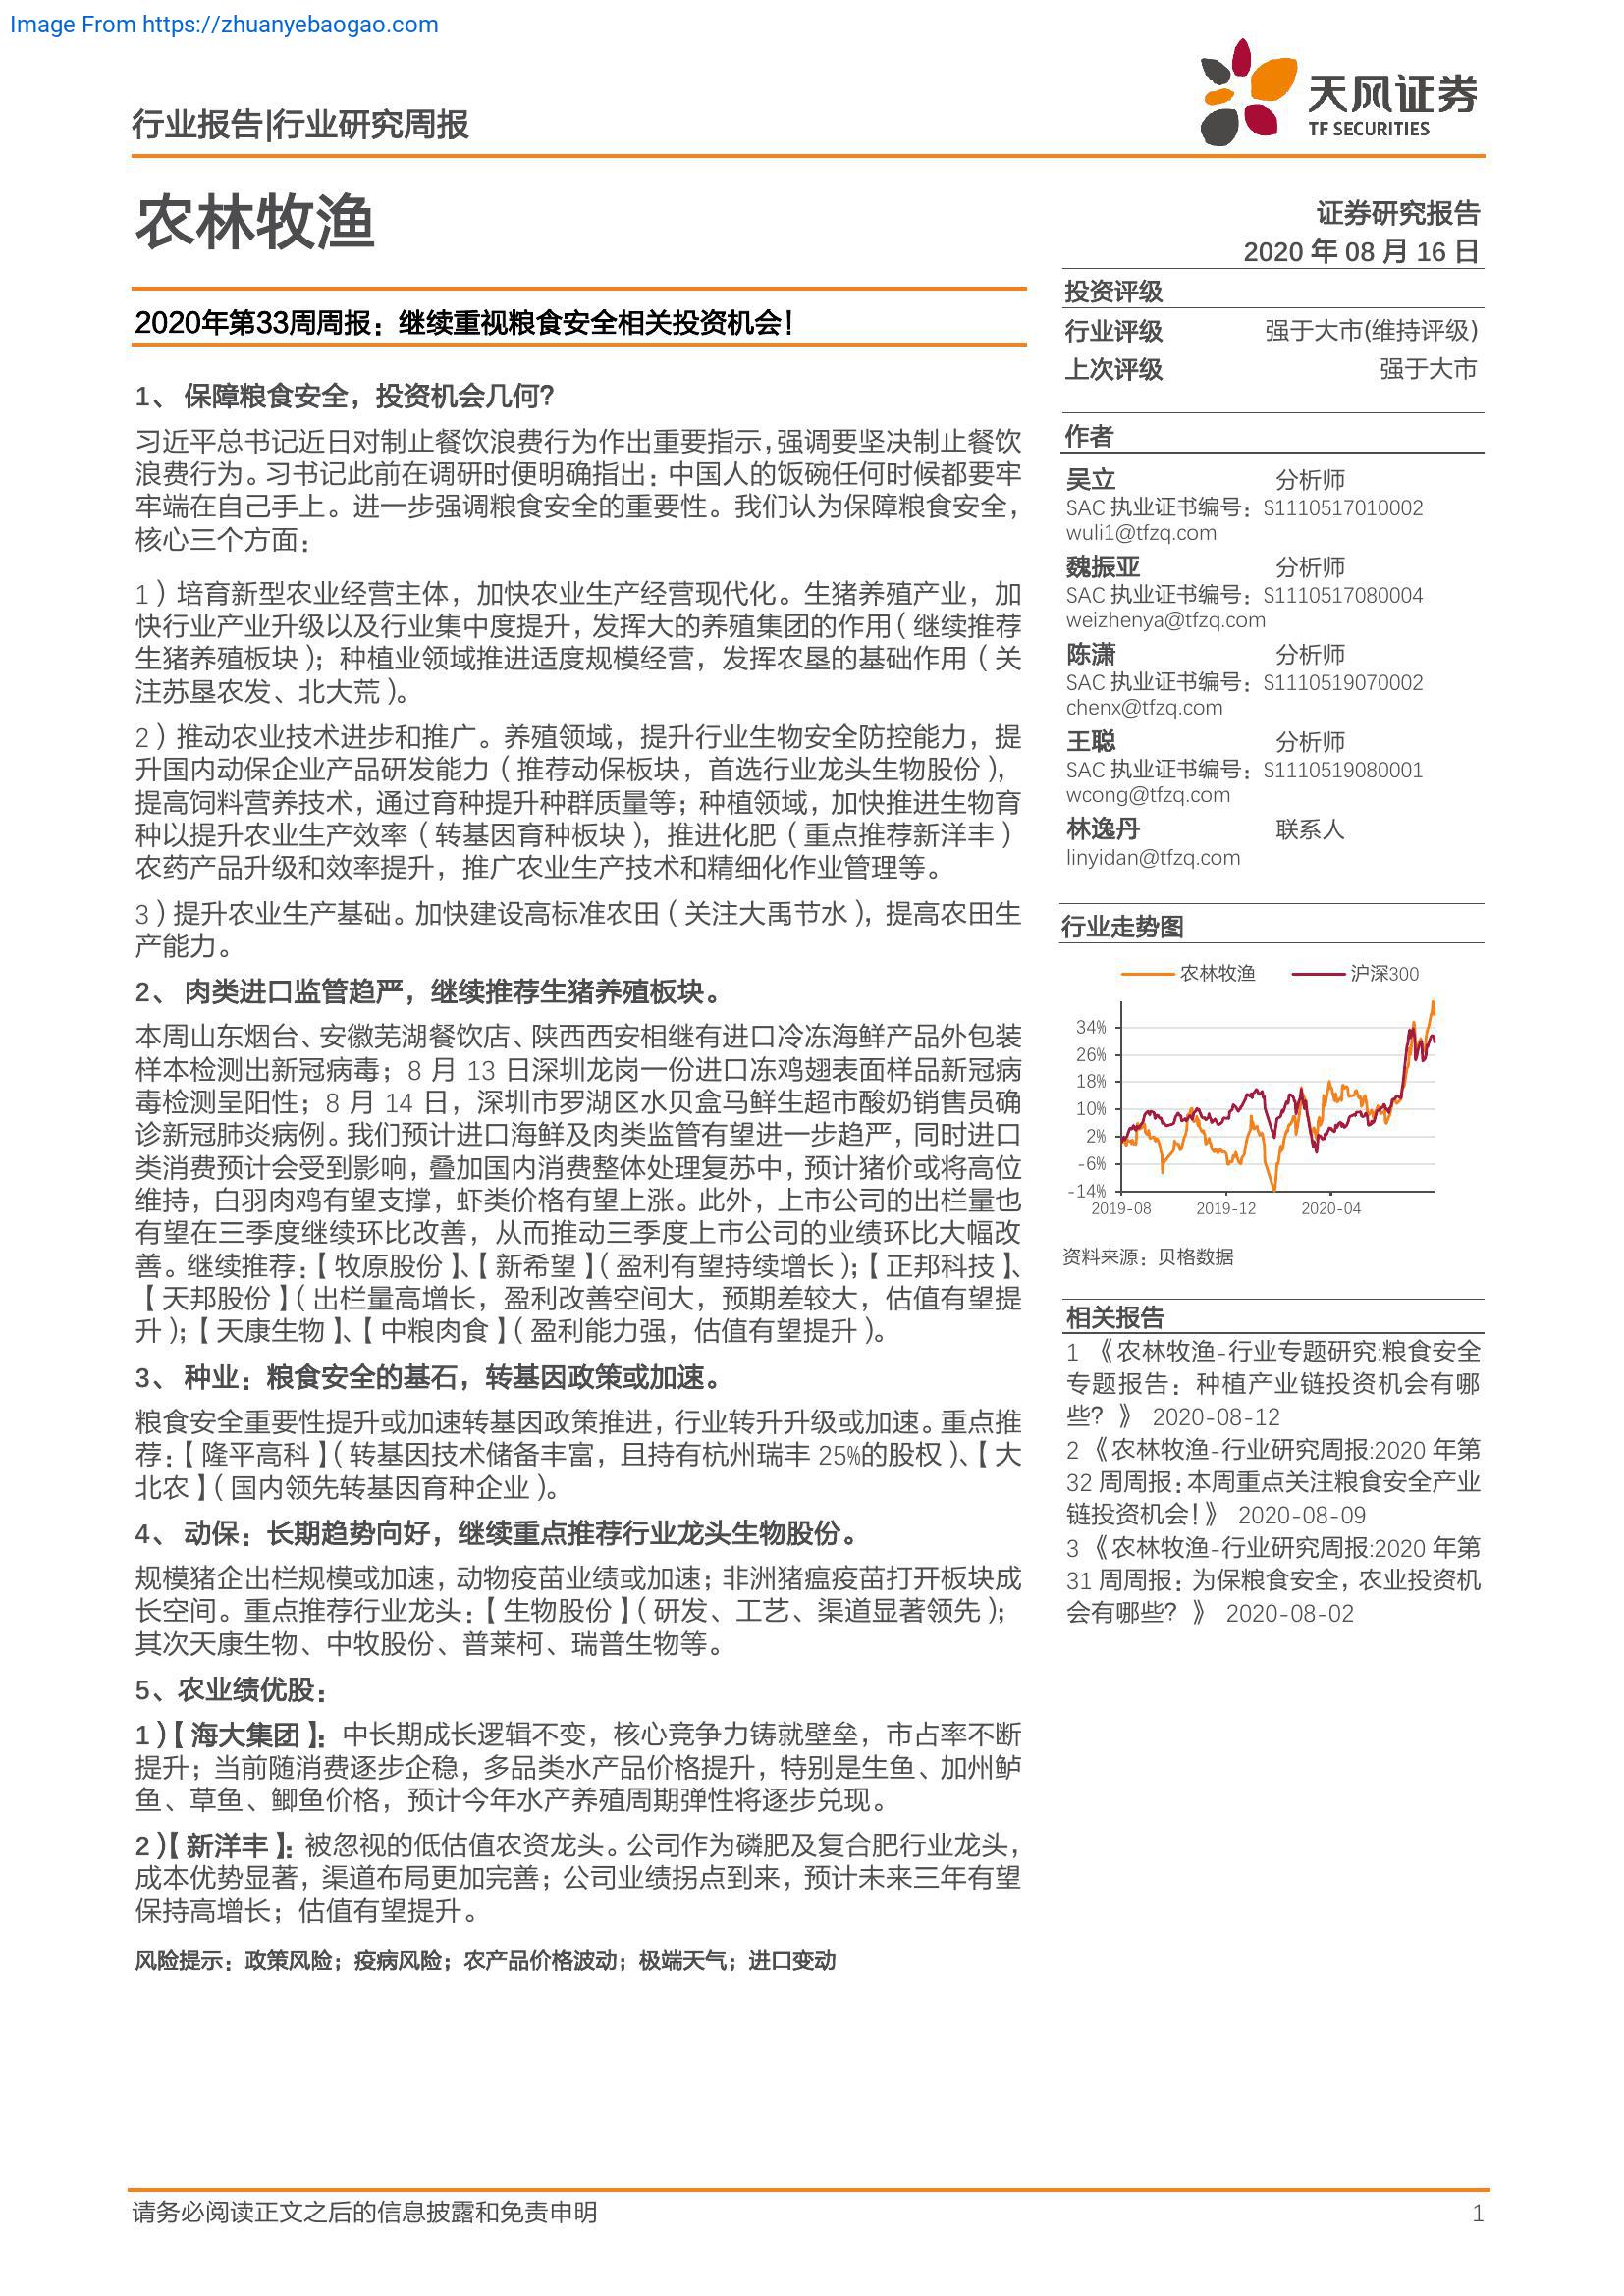 Image From https://zhuanyebaogao.com
行业报告|行业研究周报
天风证券
TF SECURITIES
农林牧渔
证券研究报告
2020 年 08 月 16 日
2020年第33周周报：继续重视粮食安全相关投资机会！
1、 保障粮食安全，投资机会几何？
习近平总书记近日对制止餐饮浪费行为作出重要指示，强调要坚决制止餐饮
浪费行为。习书记此前在调研时便明确指出：中国人的饭碗任何时候都要牢
牢端在自己手上。进一步强调粮食安全的重要性。我们认为保障粮食安全，
核心三个方面：
1）培育新型农业经营主体，加快农业生产经营现代化。生猪养殖产业，加
快行业产业升级以及行业集中度提升，发挥大的养殖集团的作用（继续推荐
生猪养殖板块）；种植业领域推进适度规模经营，发挥农垦的基础作用（关
注苏垦农发、北大荒）。
2）推动农业技术进步和推广。养殖领域，提升行业生物安全防控能力，提
升国内动保企业产品研发能力（推荐动保板块，首选行业龙头生物股份），
提高饲料营养技术，通过育种提升种群质量等；种植领域，加快推进生物育
种以提升农业生产效率（转基因育种板块），推进化肥（重点推荐新洋丰）
农药产品升级和效率提升，推广农业生产技术和精细化作业管理等。
3）提升农业生产基础。加快建设高标准农田（关注大禹节水），提高农田生
产能力。
2、 肉类进口监管趋严，继续推荐生猪养殖板块。
本周山东烟台、安徽芜湖餐饮店、陕西西安相继有进口冷冻海鲜产品外包装
样本检测出新冠病毒；8 月 13 日深圳龙岗一份进口冻鸡翅表面样品新冠病
毒检测呈阳性；8 月 14 日，深圳市罗湖区水贝盒马鲜生超市酸奶销售员确
诊新冠肺炎病例。我们预计进口海鲜及肉类监管有望进一步趋严，同时进口
类消费预计会受到影响，叠加国内消费整体处理复苏中，预计猪价或将高位
维持，白羽肉鸡有望支撑，虾类价格有望上涨。此外，上市公司的出栏量也
有望在三季度继续环比改善，从而推动三季度上市公司的业绩环比大幅改
善。继续推荐：【牧原股份】、【新希望】（盈利有望持续增长）；【正邦科技】、
【天邦股份】（出栏量高增长，盈利改善空间大，预期差较大，估值有望提
升）；【天康生物】、【中粮肉食】（盈利能力强，估值有望提升）。
3、 种业：粮食安全的基石，转基因政策或加速。
粮食安全重要性提升或加速转基因政策推进，行业转升升级或加速。重点推
荐：【隆平高科】（转基因技术储备丰富，且持有杭州瑞丰 25%的股权）、【大
北农】（国内领先转基因育种企业）。
4、 动保：长期趋势向好，继续重点推荐行业龙头生物股份。
规模猪企出栏规模或加速，动物疫苗业绩或加速；非洲猪瘟疫苗打开板块成
长空间。重点推荐行业龙头：【生物股份】（研发、工艺、渠道显著领先）；
其次天康生物、中牧股份、普莱柯、瑞普生物等。
5、农业绩优股：
1）【海大集团】：中长期成长逻辑不变，核心竞争力铸就壁垒，市占率不断
提升；当前随消费逐步企稳，多品类水产品价格提升，特别是生鱼、加州鲈
鱼、草鱼、鲫鱼价格，预计今年水产养殖周期弹性将逐步兑现。
2）【新洋丰】：被忽视的低估值农资龙头。公司作为磷肥及复合肥行业龙头，
成本优势显著，渠道布局更加完善；公司业绩拐点到来，预计未来三年有望
保持高增长；估值有望提升。
风险提示：政策风险；疫病风险；农产品价格波动；极端天气；进口变动
投资评级
行业评级 强于大市(维持评级)
上次评级 强于大市
作者
吴立 分析师
SAC 执业证书编号：S1110517010002
wuli1@tfzq.com
魏振亚 分析师
SAC 执业证书编号：S1110517080004
weizhenya@tfzq.com
陈潇 分析师
SAC 执业证书编号：S1110519070002
chenx@tfzq.com
王聪 分析师
SAC 执业证书编号：S1110519080001
wcong@tfzq.com
林逸丹 联系人
linyidan@tfzq.com
行业走势图
农林牧渔 沪深300
34%
26%
18%
10%
2%
-6%
-14%
2019-08 2019-12 2020-04
资料来源：贝格数据
相关报告
1 《农林牧渔-行业专题研究:粮食安全
专题报告：种植产业链投资机会有哪
些？》 2020-08-12
2 《农林牧渔-行业研究周报:2020 年第
32 周周报：本周重点关注粮食安全产业
链投资机会！》 2020-08-09
3 《农林牧渔-行业研究周报:2020 年第
31 周周报：为保粮食安全，农业投资机
会有哪些？》 2020-08-02
请务必阅读正文之后的信息披露和免责申明 1